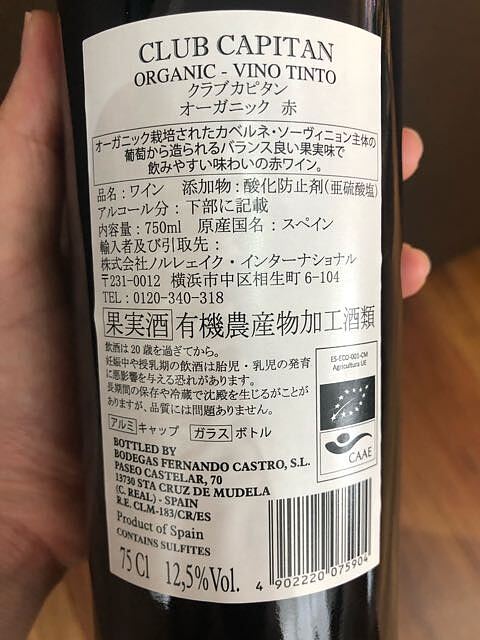 CLUB CAPITAN
ORGANIC - VINO TINTO
クラブカピタン
オーガニック 赤
オーガニック栽培されたカベルネ・ソーヴィニョン主体の
葡萄から造られるバランス良い果実味で
飲みやすい味わいの赤ワイン。
品名：ワイン 添加物：酸化防止剤(亜硫酸塩)
アルコール分：下部に記載
内容量：750ml 原産国名：スペイン
輸入者及び引取先：
株式会社ノルレェイク・インターナショナル
〒231-0012 横浜市中区相生町6-104
TEL：0120-340-318
果実酒 有機農産物加工酒類
飲酒は20歳を過ぎてから。
妊娠中や授乳期の飲酒は胎児・乳児の発育
に悪影響を与える恐れがあります。
長期間の保存や冷蔵で沈殿を生じるがことが
ありますが、品質には問題ありません。
アルミ キャップ ガラス ボトル
ES-ECO-001-CM
Agricultura UE
CAAE
BOTTLED BY
BODEGAS FERNANDO CASTRO, S.L.
PASEO CASTELAR, 70
13730 STA CRUZ DE MUDELA
(C. REAL) - SPAIN
R.E. CLM-183/CR/ES
Product of Spain
CONTAINS SULFITES
75 Cl 12,5% Vol.
4 902220 075904